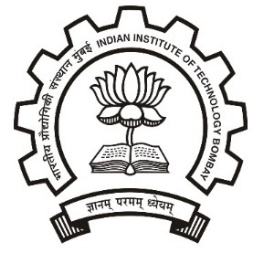 भारतीय प्रौद्योगिकी संस्थान मुंबई
INDIAN INSTITUTE OF TECHNOLOGY BOMBAY
ज्ञानम् परमम् ध्येयम्